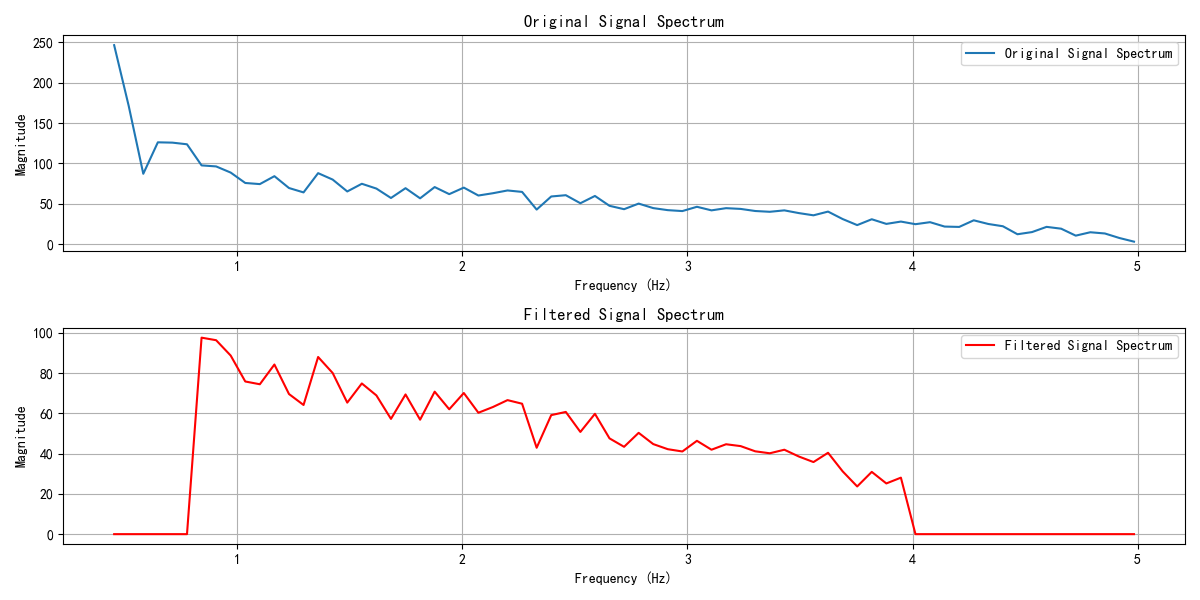 Original Signal Spectrum
Original Signal Spectrum
250
200
150
100
50
0
Magnitude
1 2 3 4 5
Frequency (Hz)
Filtered Signal Spectrum
Filtered Signal Spectrum
100
80
60
40
20
0
Magnitude
1 2 3 4 5
Frequency (Hz)